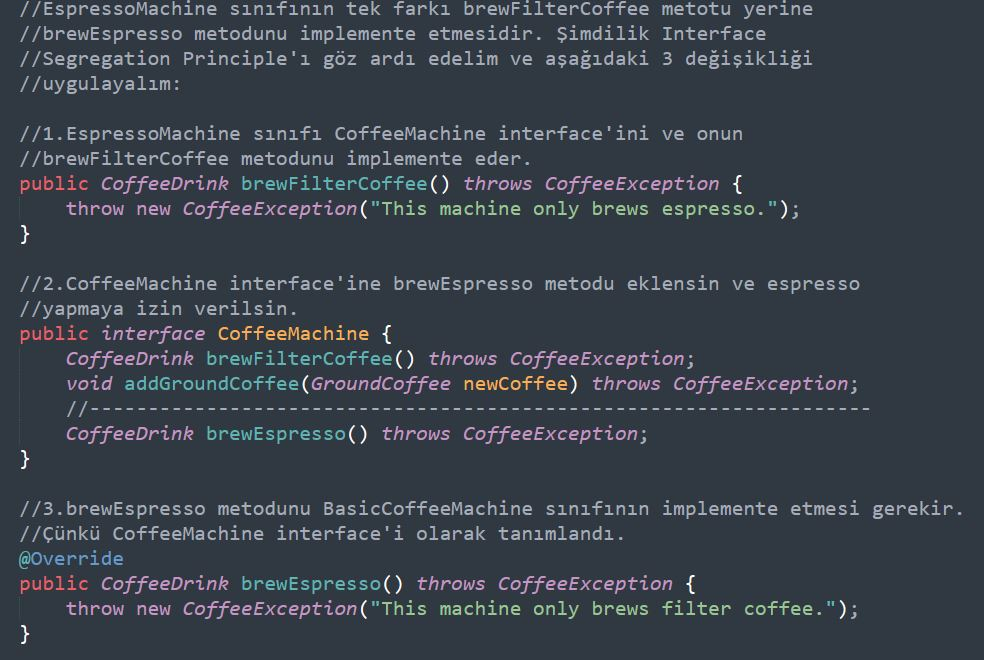 //EspressoMachine sınıfının tek farkı brewFilterCoffee metotu yerine
//brewEspresso metodunu implemente etmesidir. Şimdilik Interface
//Segregation Principle'ı göz ardı edelim ve aşağıdaki 3 değişikliği
//uygulayalım:
//1.EspressoMachine sınıfı CoffeeMachine interface'ini ve onun
//brewFilterCoffee metodunu implemente eder.
public CoffeeDrink brewFilterCoffee() throws CoffeeException {
    throw new CoffeeException("This machine only brews espresso.");
}
//2.CoffeeMachine interface'ine brewEspresso metodu eklensin ve espresso
//yapmaya izin verilsin.
public interface CoffeeMachine {
    CoffeeDrink brewFilterCoffee() throws CoffeeException;
    void addGroundCoffee(GroundCoffee newCoffee) throws CoffeeException;
    //-------------------------------------------------------------------
    CoffeeDrink brewEspresso() throws CoffeeException;
}
//3.brewEspresso metodunu BasicCoffeeMachine sınıfının implemente etmesi gerekir.
//Çünkü CoffeeMachine interface'i olarak tanımlandı.
@Override
public CoffeeDrink brewEspresso() throws CoffeeException {
    throw new CoffeeException("This machine only brews filter coffee.");
}